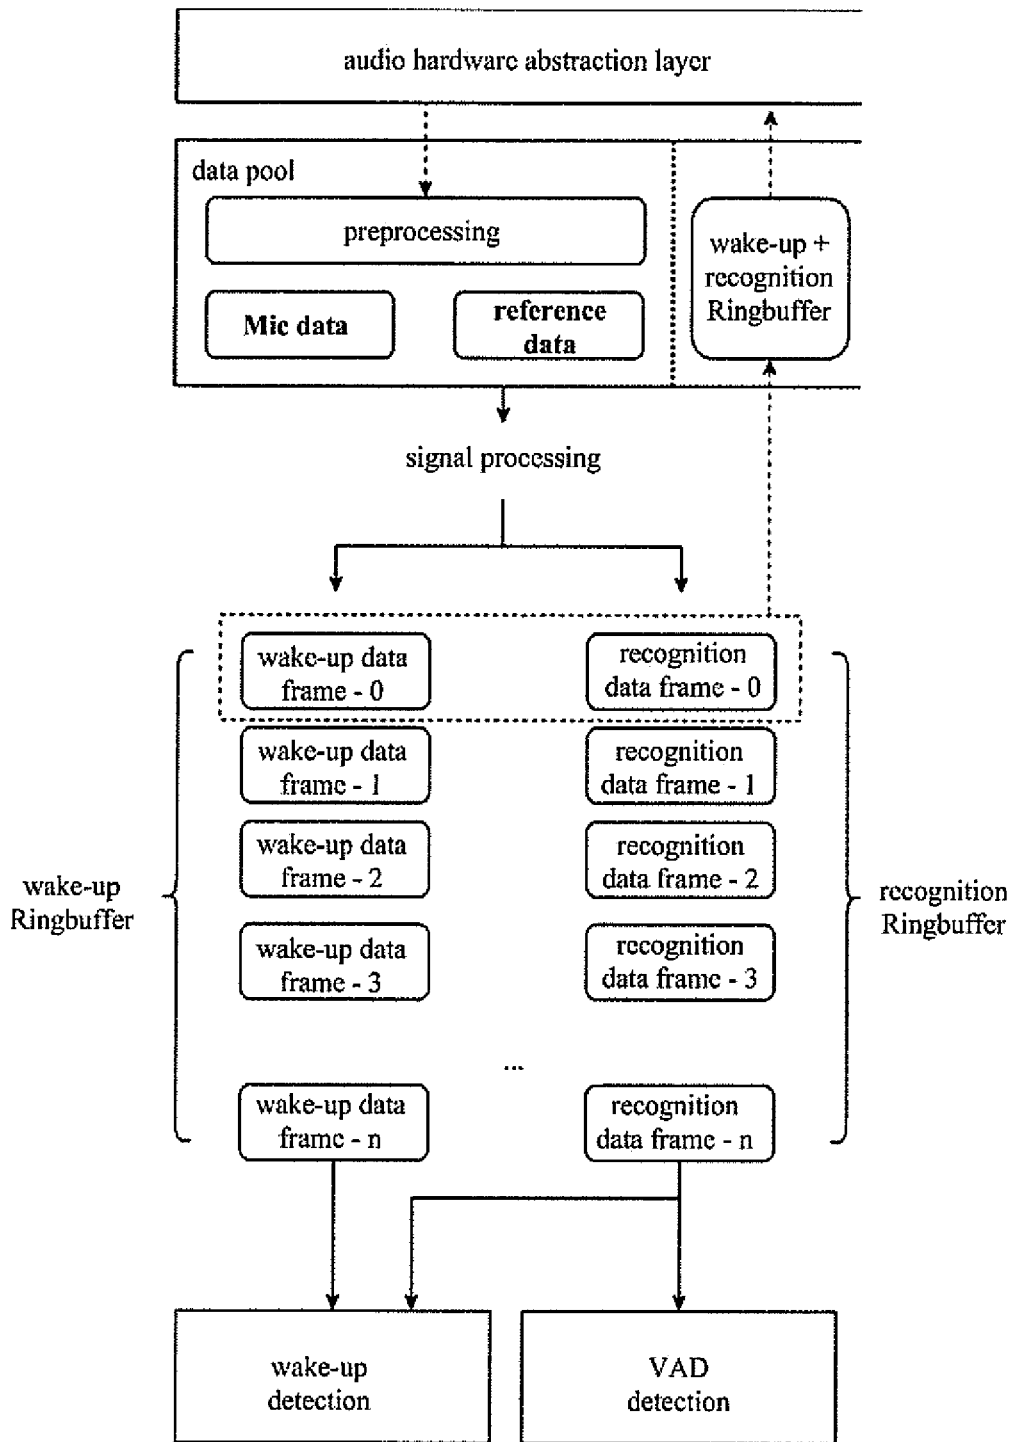 audio hardware abstraction layer
data pool
preprocessing
Mic data
reference
data
wake-up +
recognition
Ringbuffer
signal processing
wake-up data
frame - 0
recognition
data frame - 0
wake-up data
frame - 1
recognition
data frame - 1
wake-up data
frame - 2
recognition
data frame - 2
wake-up
Ringbuffer
recognition
Ringbuffer
wake-up data
frame - 3
recognition
data frame - 3
...
wake-up data
frame - n
recognition
data frame - n
wake-up
detection
VAD
detection